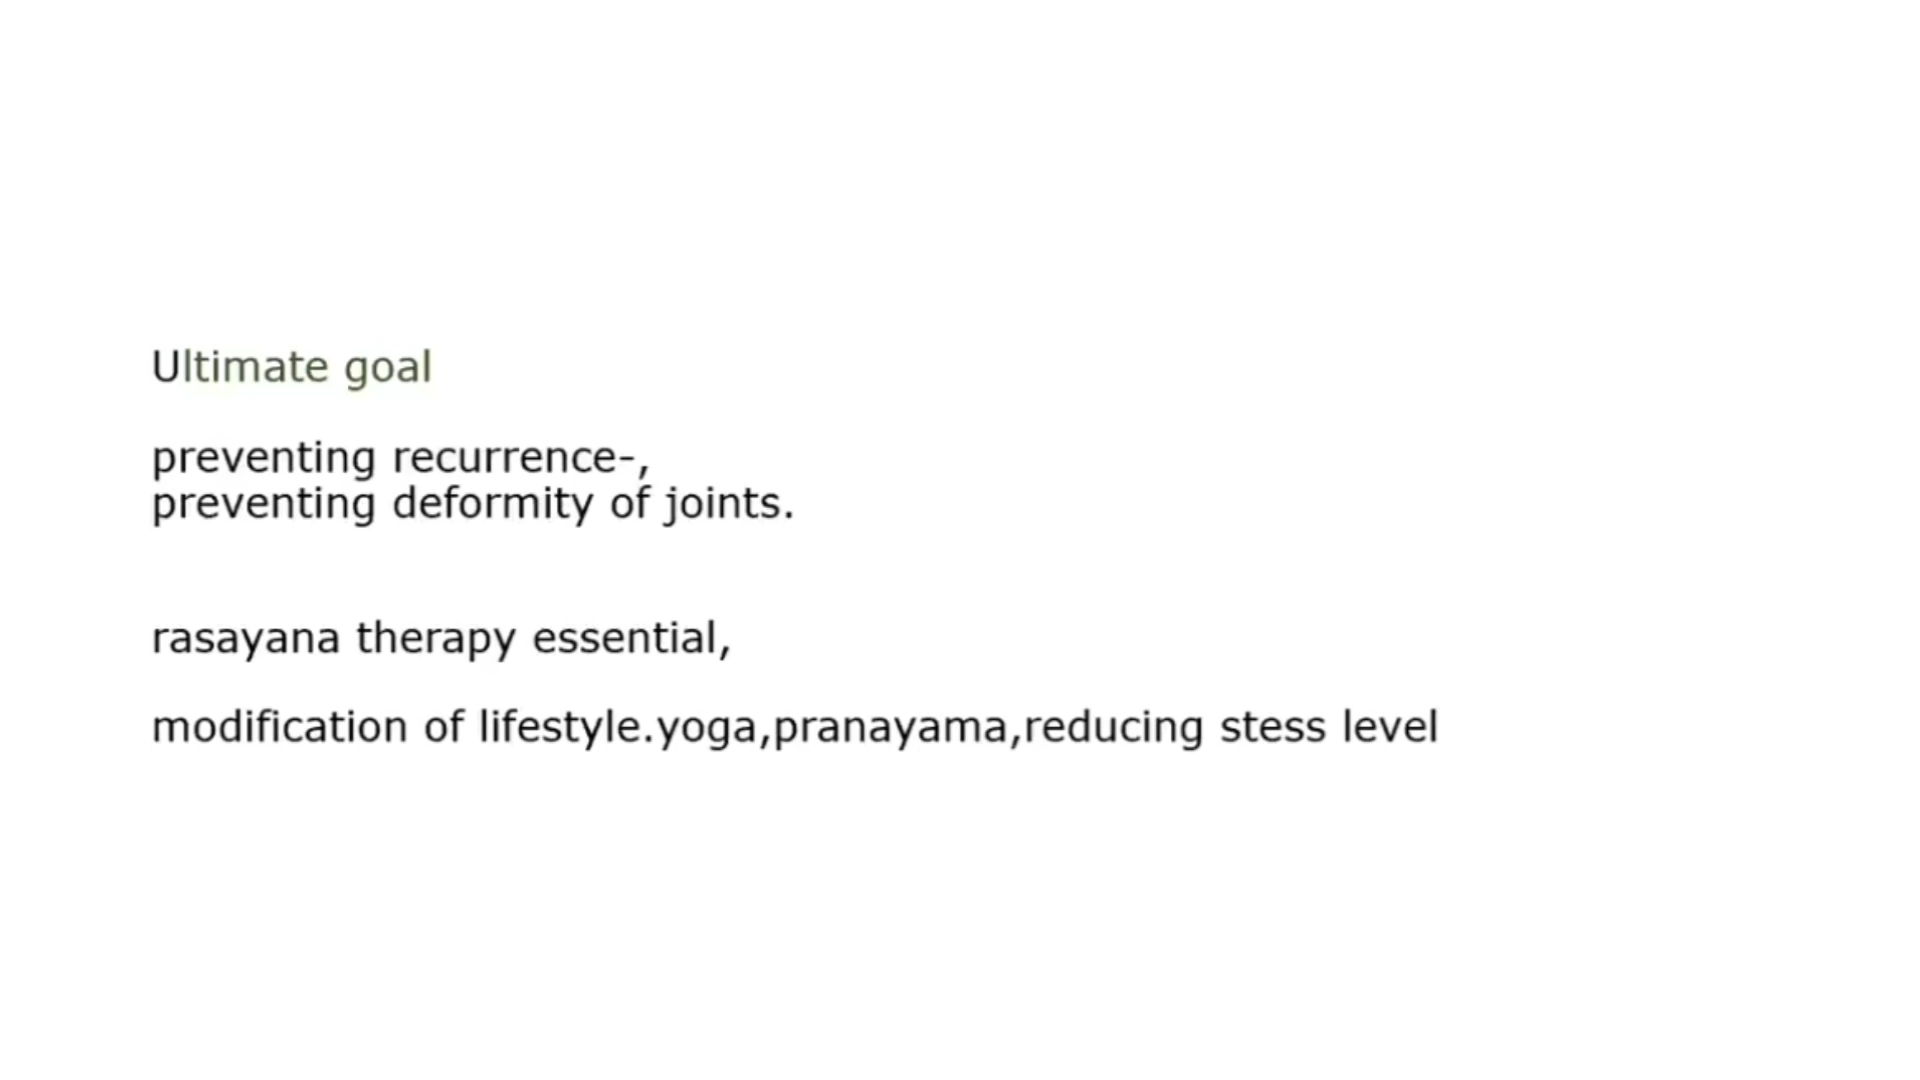 Ultimate goal
preventing recurrence-,
preventing deformity of joints.
rasayana therapy essential,
modification of lifestyle.yoga,pranayama,reducing stess level